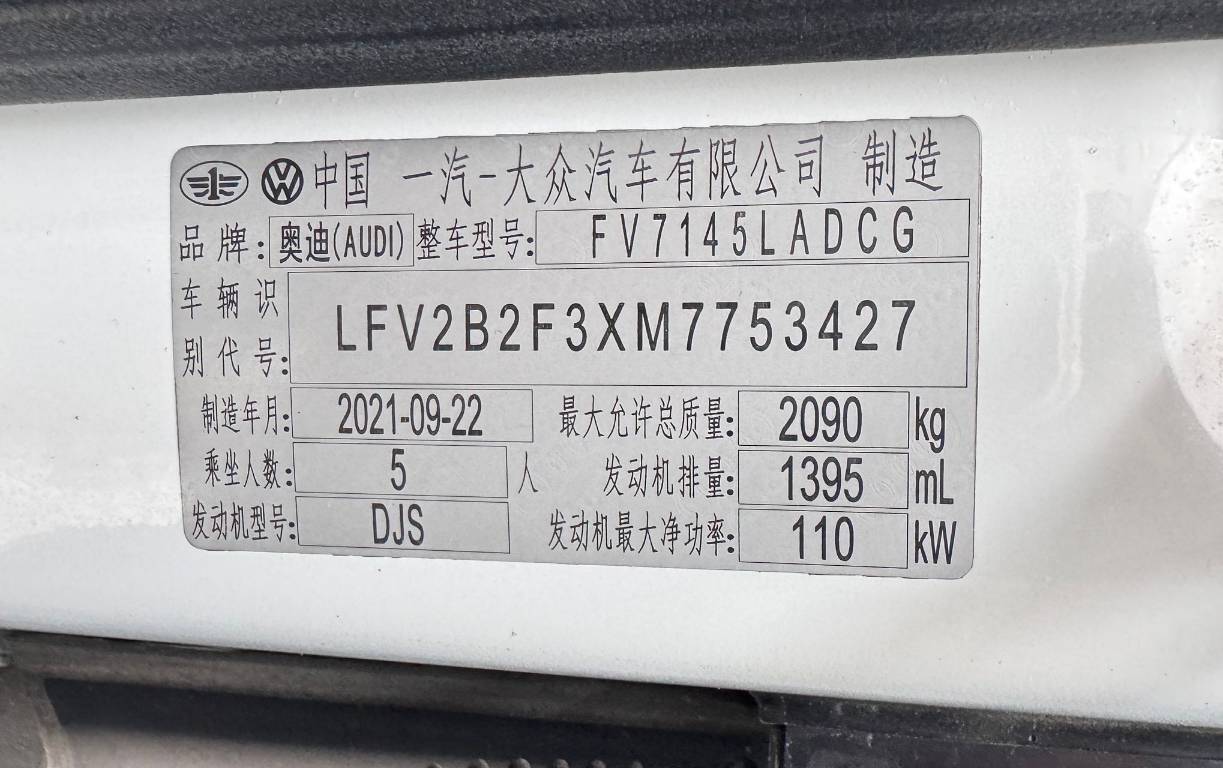 中国 一汽-大众汽车有限公司 制造
品牌: 奥迪(AUDI) 整车型号: FV7145LADCG
车辆识别代号: LFV2B2F3XM7753427
制造年月: 2021-09-22 最大允许总质量: 2090 kg
乘坐人数: 5 人 发动机排量: 1395 mL
发动机型号: DJS 发动机最大净功率: 110 kW